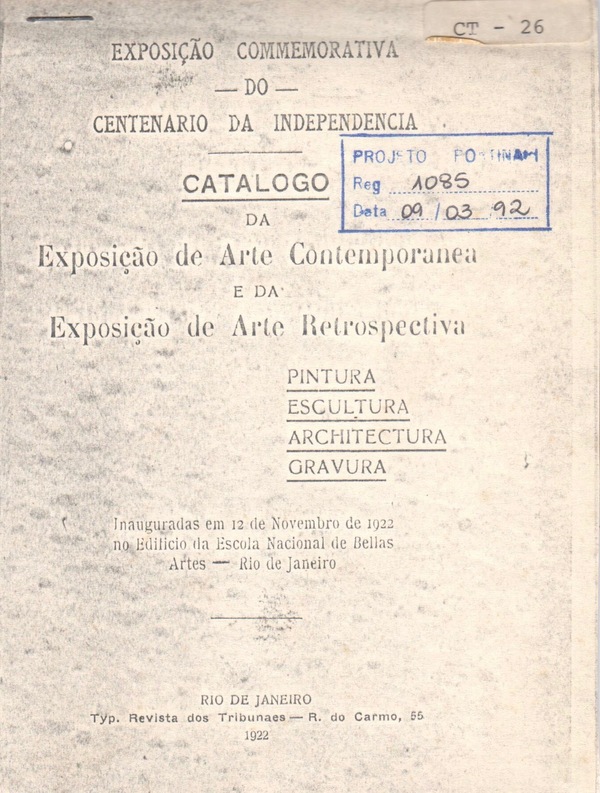 CT - 26
EXPOSIÇÃO COMMEMORATIVA
— DO —
CENTENARIO DA INDEPENDENCIA
PROJETO PORTINARI
Reg 1085
Data 09/03 92
CATALOGO
DA
Exposição de Arte Contemporanea
E DA
Exposição de Arte Retrospectiva
PINTURA
ESCULTURA
ARCHITECTURA
GRAVURA
Inauguradas em 12 de Novembro de 1922
no Edificio da Escola Nacional de Bellas
Artes — Rio de Janeiro
RIO DE JANEIRO
Typ. Revista dos Tribunaes — R. do Carmo, 55
1922